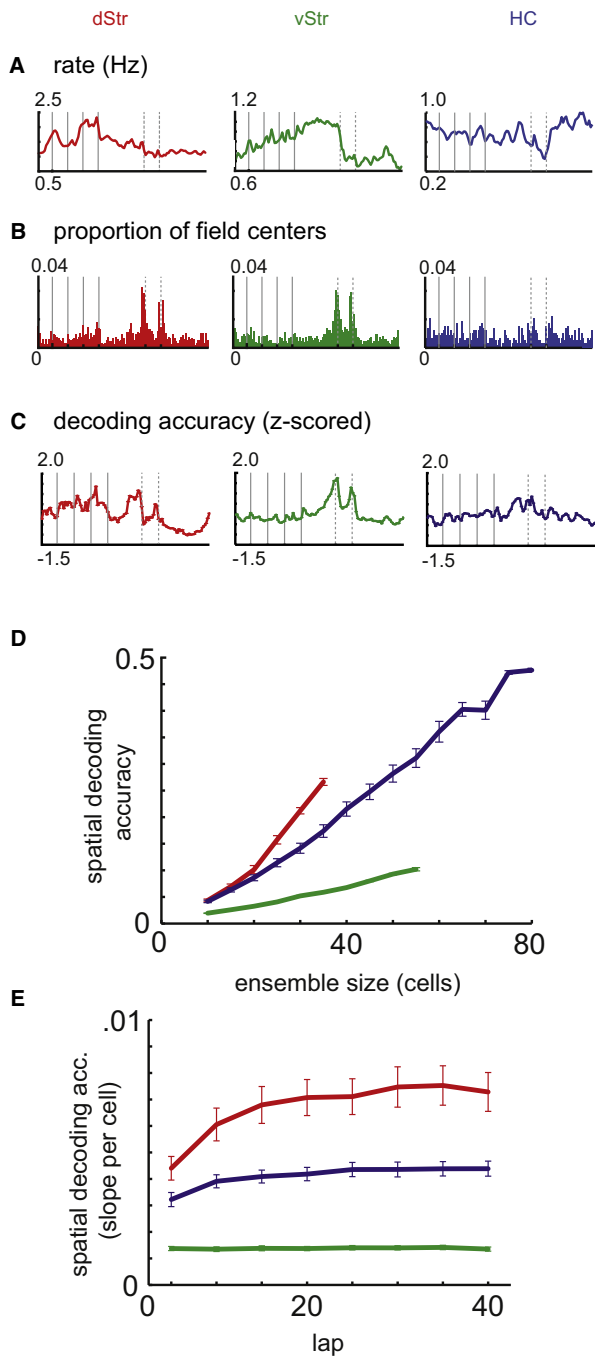 dStr vStr HC
A rate (Hz)
2.5 1.2 1.0
0.5 0.6 0.2
B proportion of field centers
0.04 0.04 0.04
0 0 0
C decoding accuracy (z-scored)
2.0 2.0 2.0
-1.5 -1.5 -1.5
D
spatial decoding
accuracy
0.5
0
0 40 80
ensemble size (cells)
E
spatial decoding acc.
(slope per cell)
.01
0
0 20 40
lap